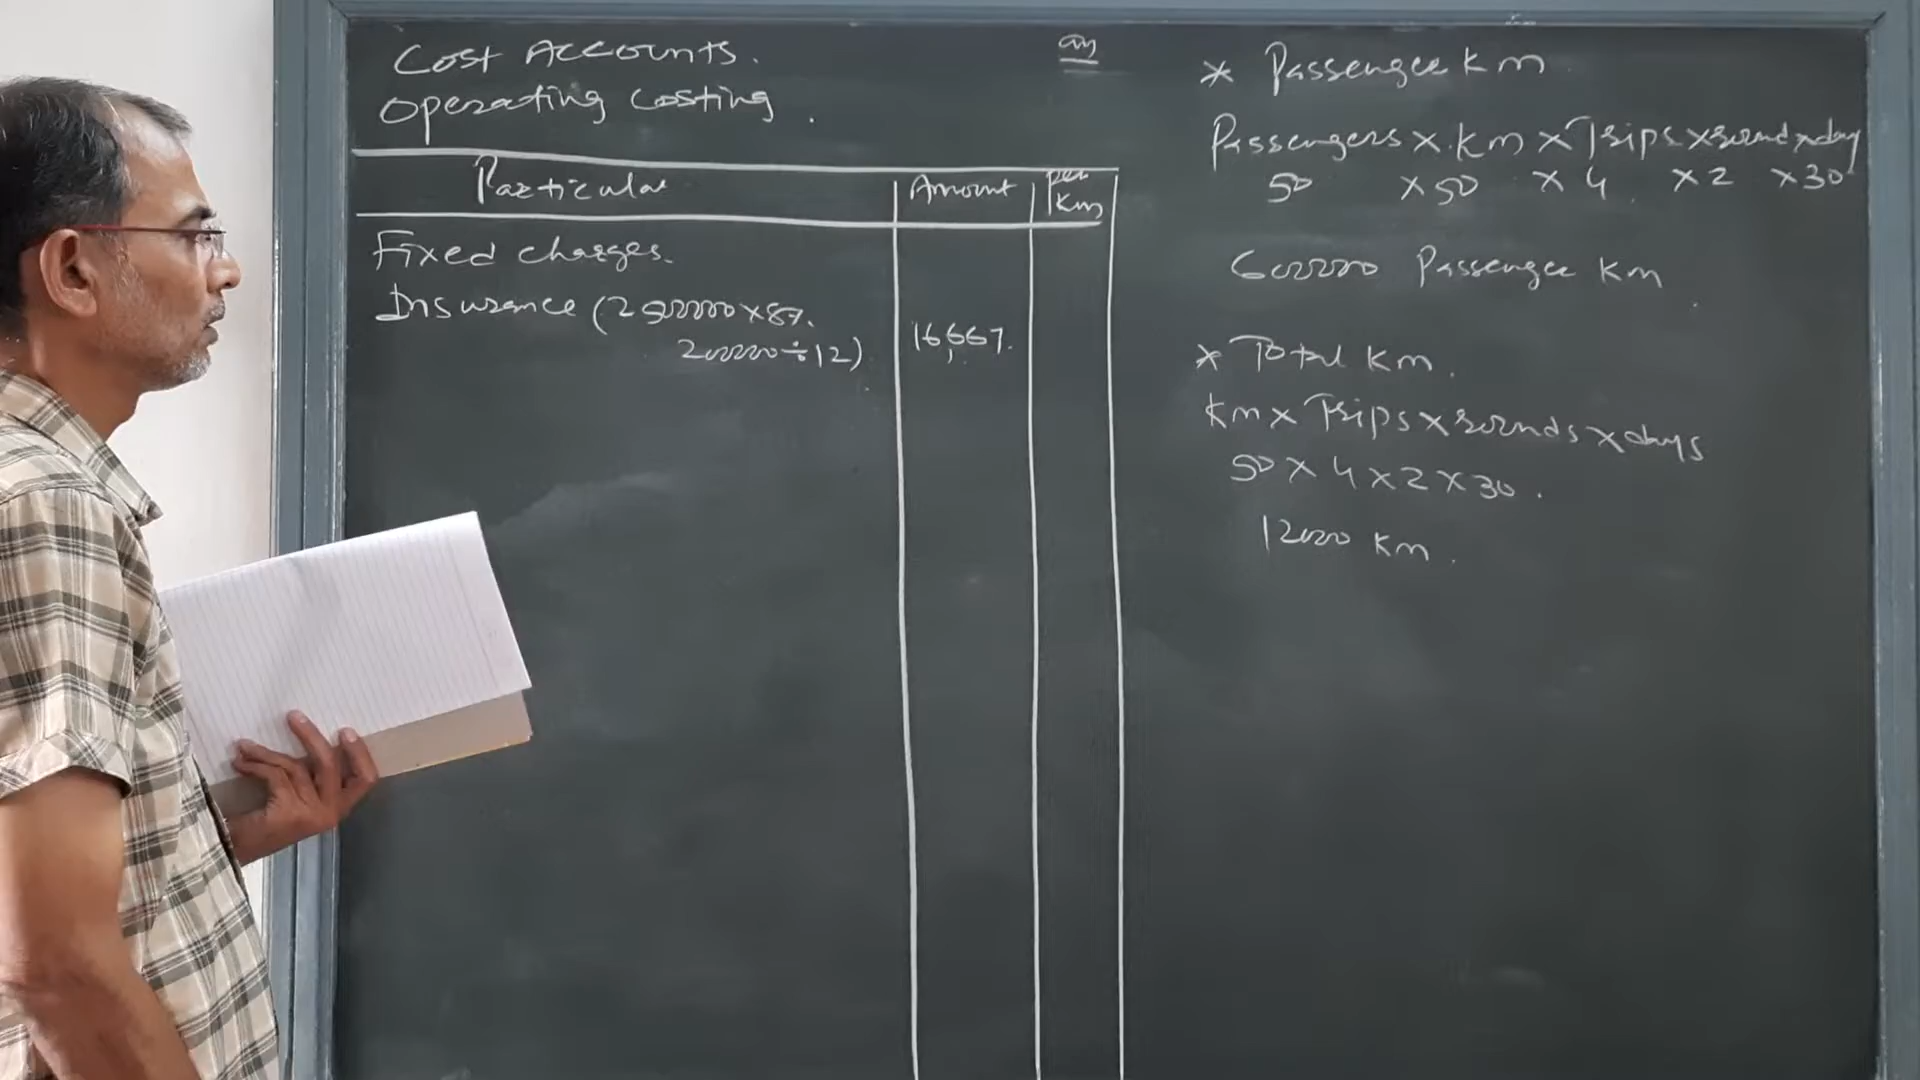 Cost Accounts.
Operating Costing.
an
Particular
Amount
per
Km
Fixed charges.
Insurance (2500000×8%
200000÷12)
16,667.
* Passenger Km
Passengers × Km × Trips × round × day
50 × 50 × 4 × 2 × 30
600000 Passenger Km
* Total Km.
Km × Trips × rounds × days
50 × 4 × 2 × 30.
12000 Km.